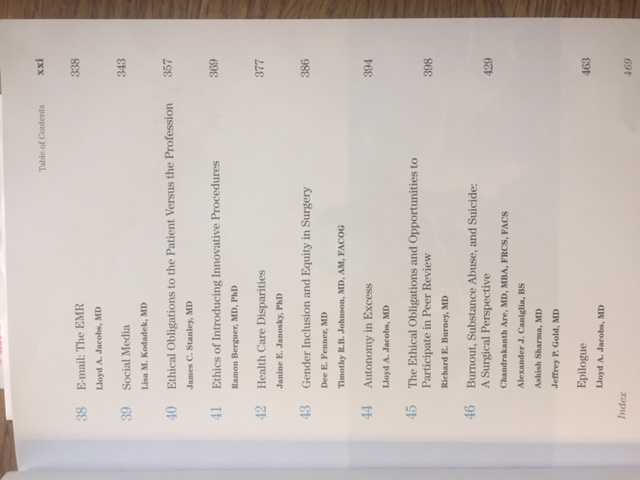 Table of Contents xxi
38 E-mail: The EMR 338
Lloyd A. Jacobs, MD
39 Social Media 343
Lisa M. Kodadek, MD
40 Ethical Obligations to the Patient Versus the Profession 357
James C. Stanley, MD
41 Ethics of Introducing Innovative Procedures 369
Ramon Berguer, MD, PhD
42 Health Care Disparities 377
Janine E. Janosky, PhD
43 Gender Inclusion and Equity in Surgery 386
Dee E. Fenner, MD
Timothy R.B. Johnson, MD, AM, FACOG
44 Autonomy in Excess 394
Lloyd A. Jacobs, MD
45 The Ethical Obligations and Opportunities to
Participate in Peer Review 398
Richard E. Burney, MD
46 Burnout, Substance Abuse, and Suicide:
A Surgical Perspective 429
Chandrakanth Are, MD, MBA, FRCS, FACS
Alexander J. Caniglia, BS
Ashish Sharma, MD
Jeffrey P. Gold, MD
Epilogue 463
Lloyd A. Jacobs, MD
Index 469